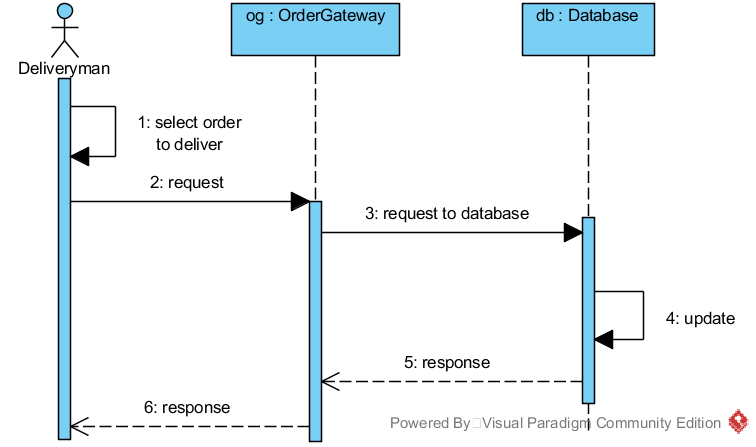 og : OrderGateway
db : Database
Deliveryman
1: select order
to deliver
2: request
3: request to database
4: update
5: response
6: response
Powered By Visual Paradigm Community Edition